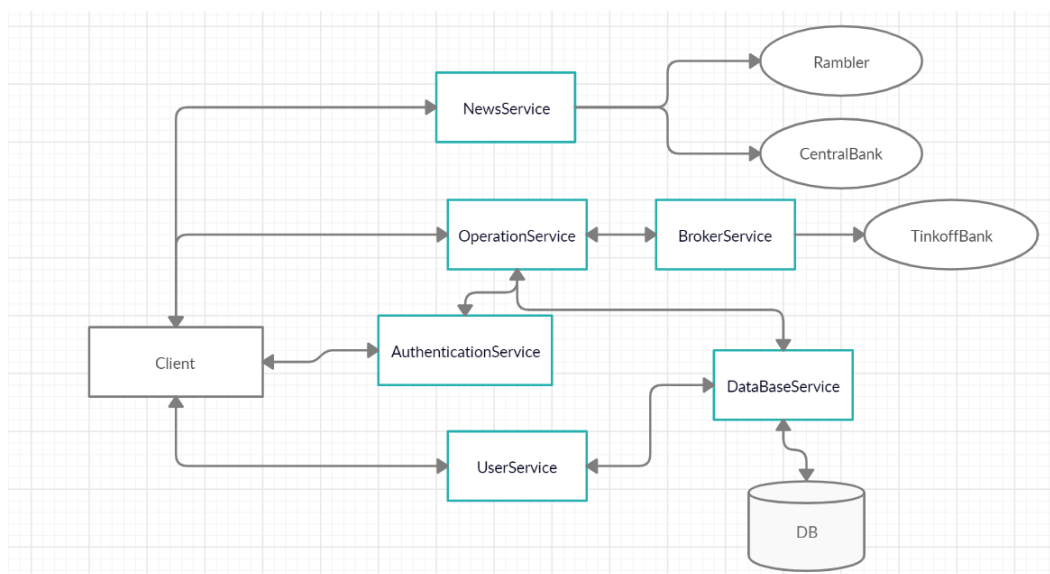 Rambler
NewsService
CentralBank
OperationService
BrokerService
TinkoffBank
AuthenticationService
Client
DataBaseService
UserService
DB